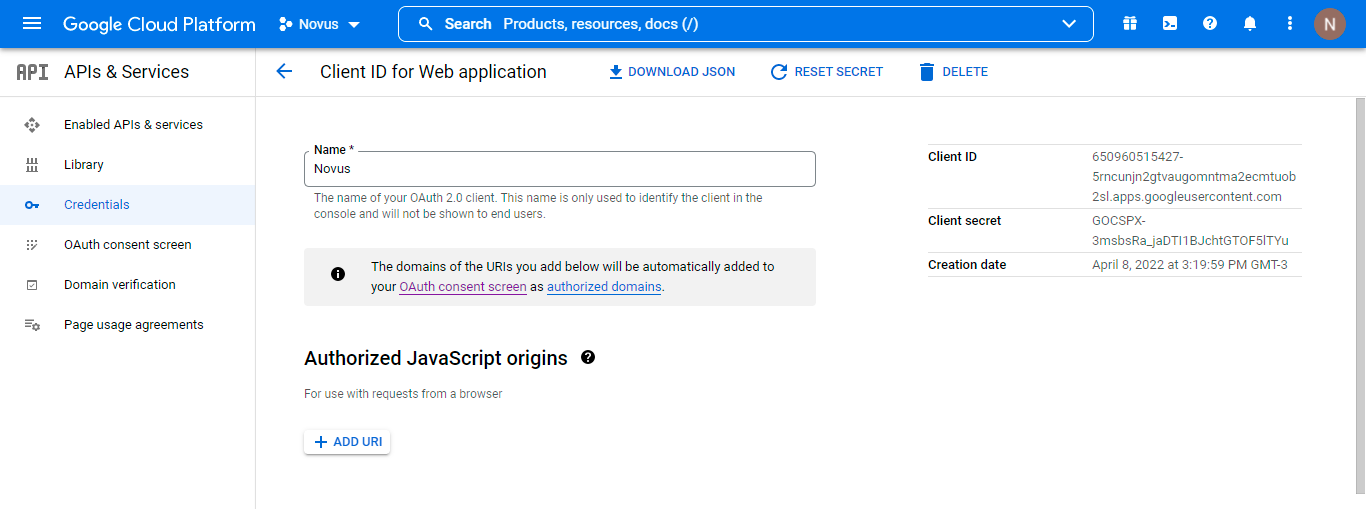 Google Cloud Platform
Novus
Search Products, resources, docs (/)
N
API APIs & Services
Client ID for Web application
DOWNLOAD JSON
RESET SECRET
DELETE
Enabled APIs & services
Library
Credentials
OAuth consent screen
Domain verification
Page usage agreements
Name *
Novus
The name of your OAuth 2.0 client. This name is only used to identify the client in the
console and will not be shown to end users.
The domains of the URIs you add below will be automatically added to
your OAuth consent screen as authorized domains.
Authorized JavaScript origins
For use with requests from a browser
ADD URI
Client ID
650960515427-
5rncunjn2gtvaugomntma2ecmtuob
2sl.apps.googleusercontent.com
Client secret
GOCSPX-
3msbsRa_jaDTI1BJchtGTOF5lTYu
Creation date
April 8, 2022 at 3:19:59 PM GMT-3